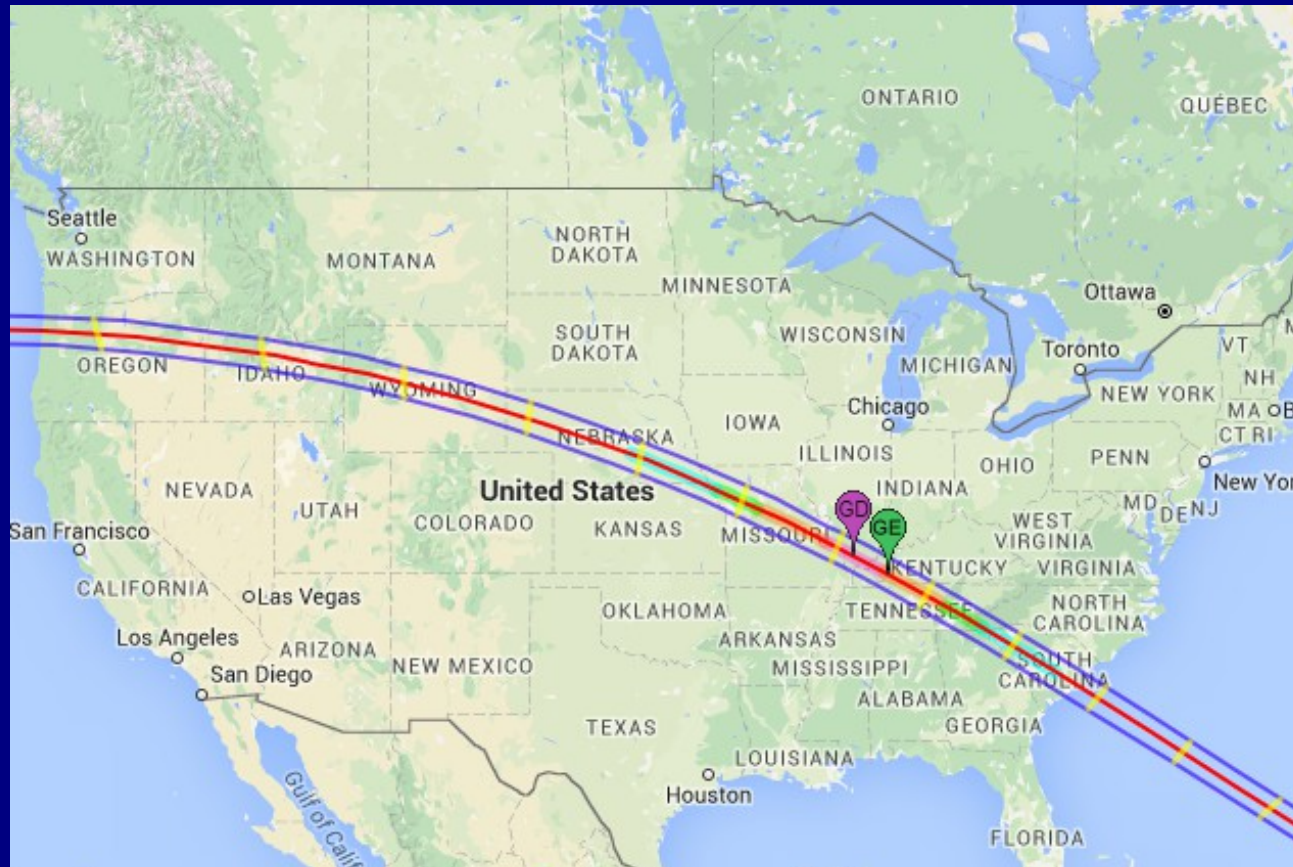 ONTARIO
QUÉBEC
Seattle
WASHINGTON
MONTANA
NORTH
DAKOTA
MINNESOTA
Ottawa
OREGON
IDAHO
WYOMING
SOUTH
DAKOTA
WISCONSIN
MICHIGAN
Toronto
VT
NEW YORK
NH
MA
CT RI
NEBRASKA
IOWA
Chicago
ILLINOIS
INDIANA
OHIO
PENN
New Yor
NEVADA
UTAH
COLORADO
United States
KANSAS
MISSOURI
GD
GE
WEST
VIRGINIA
MD
DE
NJ
San Francisco
CALIFORNIA
Las Vegas
KENTUCKY
VIRGINIA
Los Angeles
ARIZONA
NEW MEXICO
OKLAHOMA
ARKANSAS
TENNESSEE
NORTH
CAROLINA
San Diego
MISSISSIPPI
SOUTH
CAROLINA
ALABAMA
GEORGIA
TEXAS
LOUISIANA
Houston
FLORIDA
Gulf of Calif